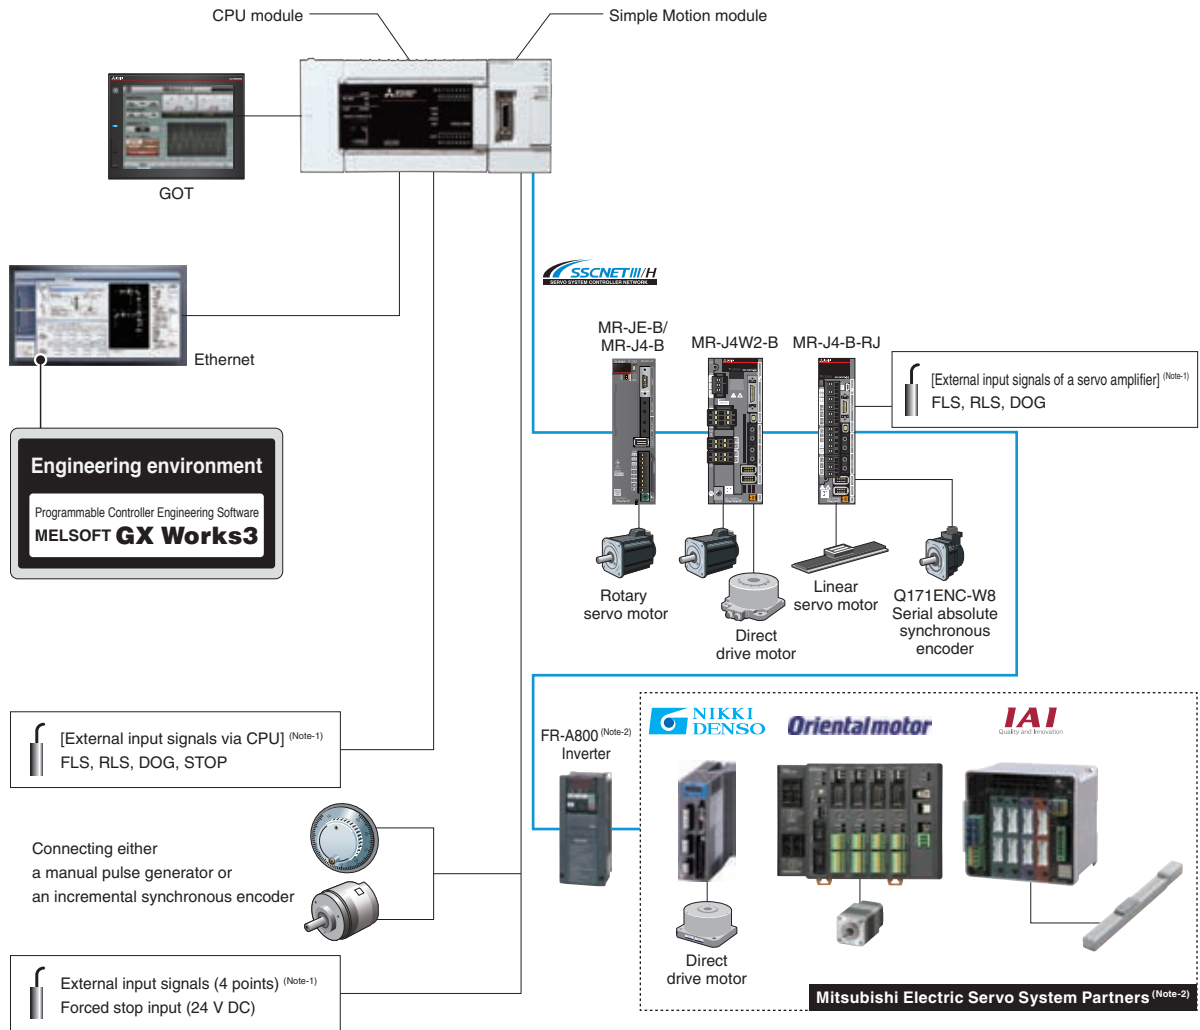 CPU module
Simple Motion module
GOT
SSCNETIII/H
SERVO SYSTEM CONTROLLER NETWORK
Ethernet
MR-JE-B/
MR-J4-B
MR-J4W2-B
MR-J4-B-RJ
[External input signals of a servo amplifier] (Note-1)
FLS, RLS, DOG
Engineering environment
Programmable Controller Engineering Software
MELSOFT GX Works3
Rotary
servo motor
Direct
drive motor
Linear
servo motor
Q171ENC-W8
Serial absolute
synchronous
encoder
[External input signals via CPU] (Note-1)
FLS, RLS, DOG, STOP
FR-A800 (Note-2)
Inverter
NIKKI
DENSO
Orientalmotor
IAI
Quality and Innovation
Connecting either
a manual pulse generator or
an incremental synchronous encoder
Direct
drive motor
External input signals (4 points) (Note-1)
Forced stop input (24 V DC)
Mitsubishi Electric Servo System Partners (Note-2)